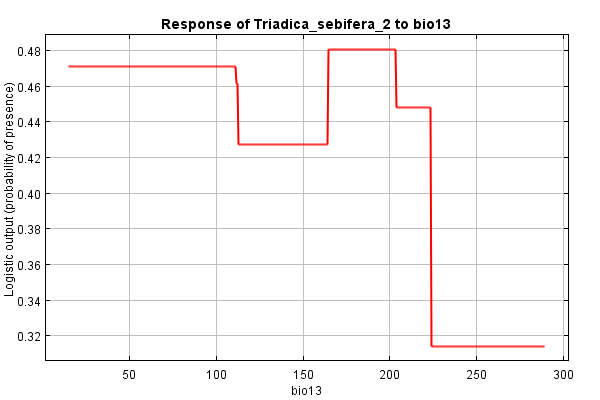 Response of Triadica_sebifera_2 to bio13
Logistic output (probability of presence)
0.48
0.46
0.44
0.42
0.40
0.38
0.36
0.34
0.32
50 100 150 200 250 300
bio13